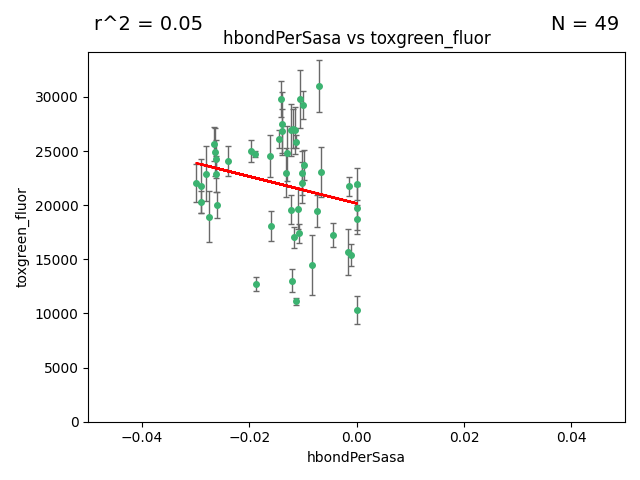 r^2 = 0.05
N = 49
hbondPerSasa vs toxgreen_fluor
toxgreen_fluor
30000
25000
20000
15000
10000
5000
0
−0.04
−0.02
0.00
0.02
0.04
hbondPerSasa